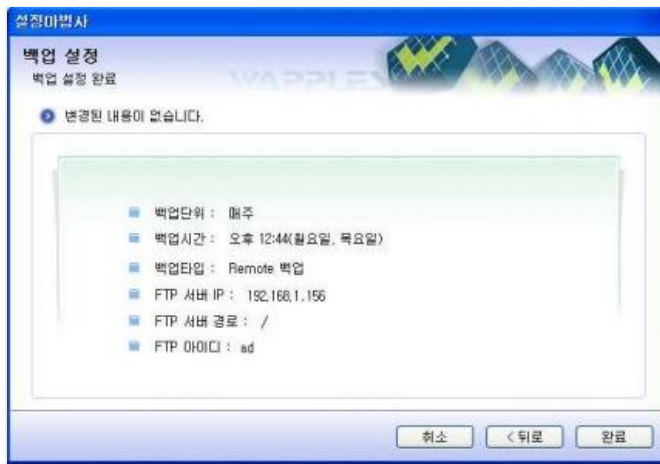 설정마법사
백업 설정
백업 설정 완료
WAPPLES
변경된 내용이 없습니다.
백업단위 : 매주
백업시간 : 오후 12:44(월요일, 목요일)
백업타입 : Remote 백업
FTP 서버 IP : 192,168,1,156
FTP 서버 경로 : /
FTP 아이디 : ad
취소
< 뒤로
완료